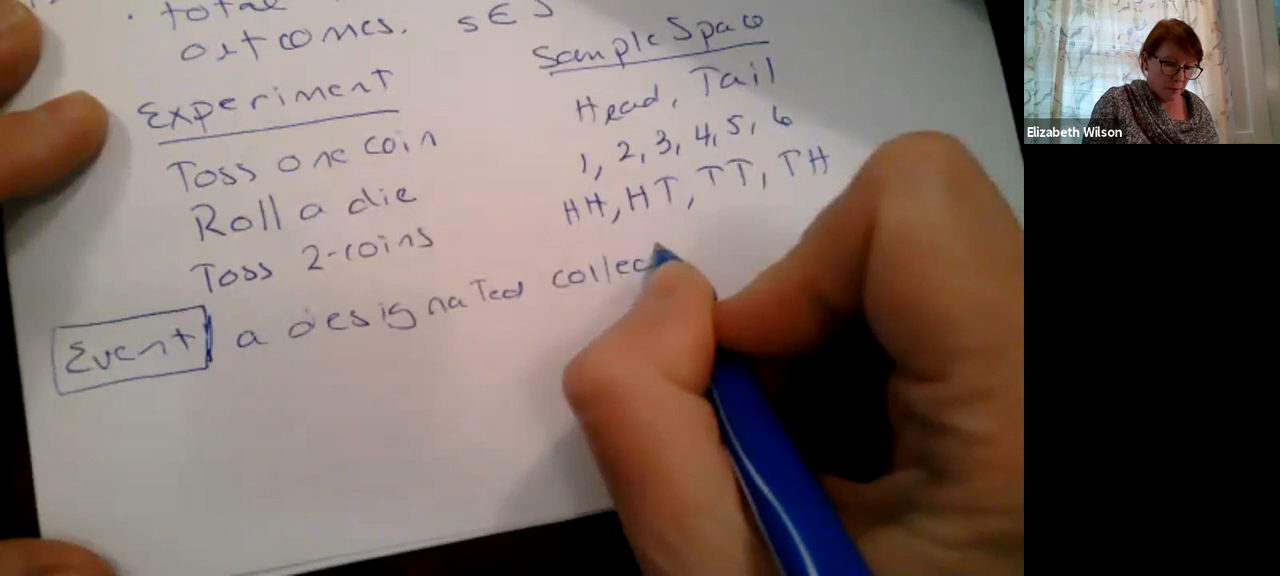 · total
outcomes. s∈S
Experiment Sample Space
Toss one coin Head, Tail
Roll a die 1, 2, 3, 4, 5, 6
Toss 2-coins HH, HT, TT, TH
Event a designated collec
Elizabeth Wilson